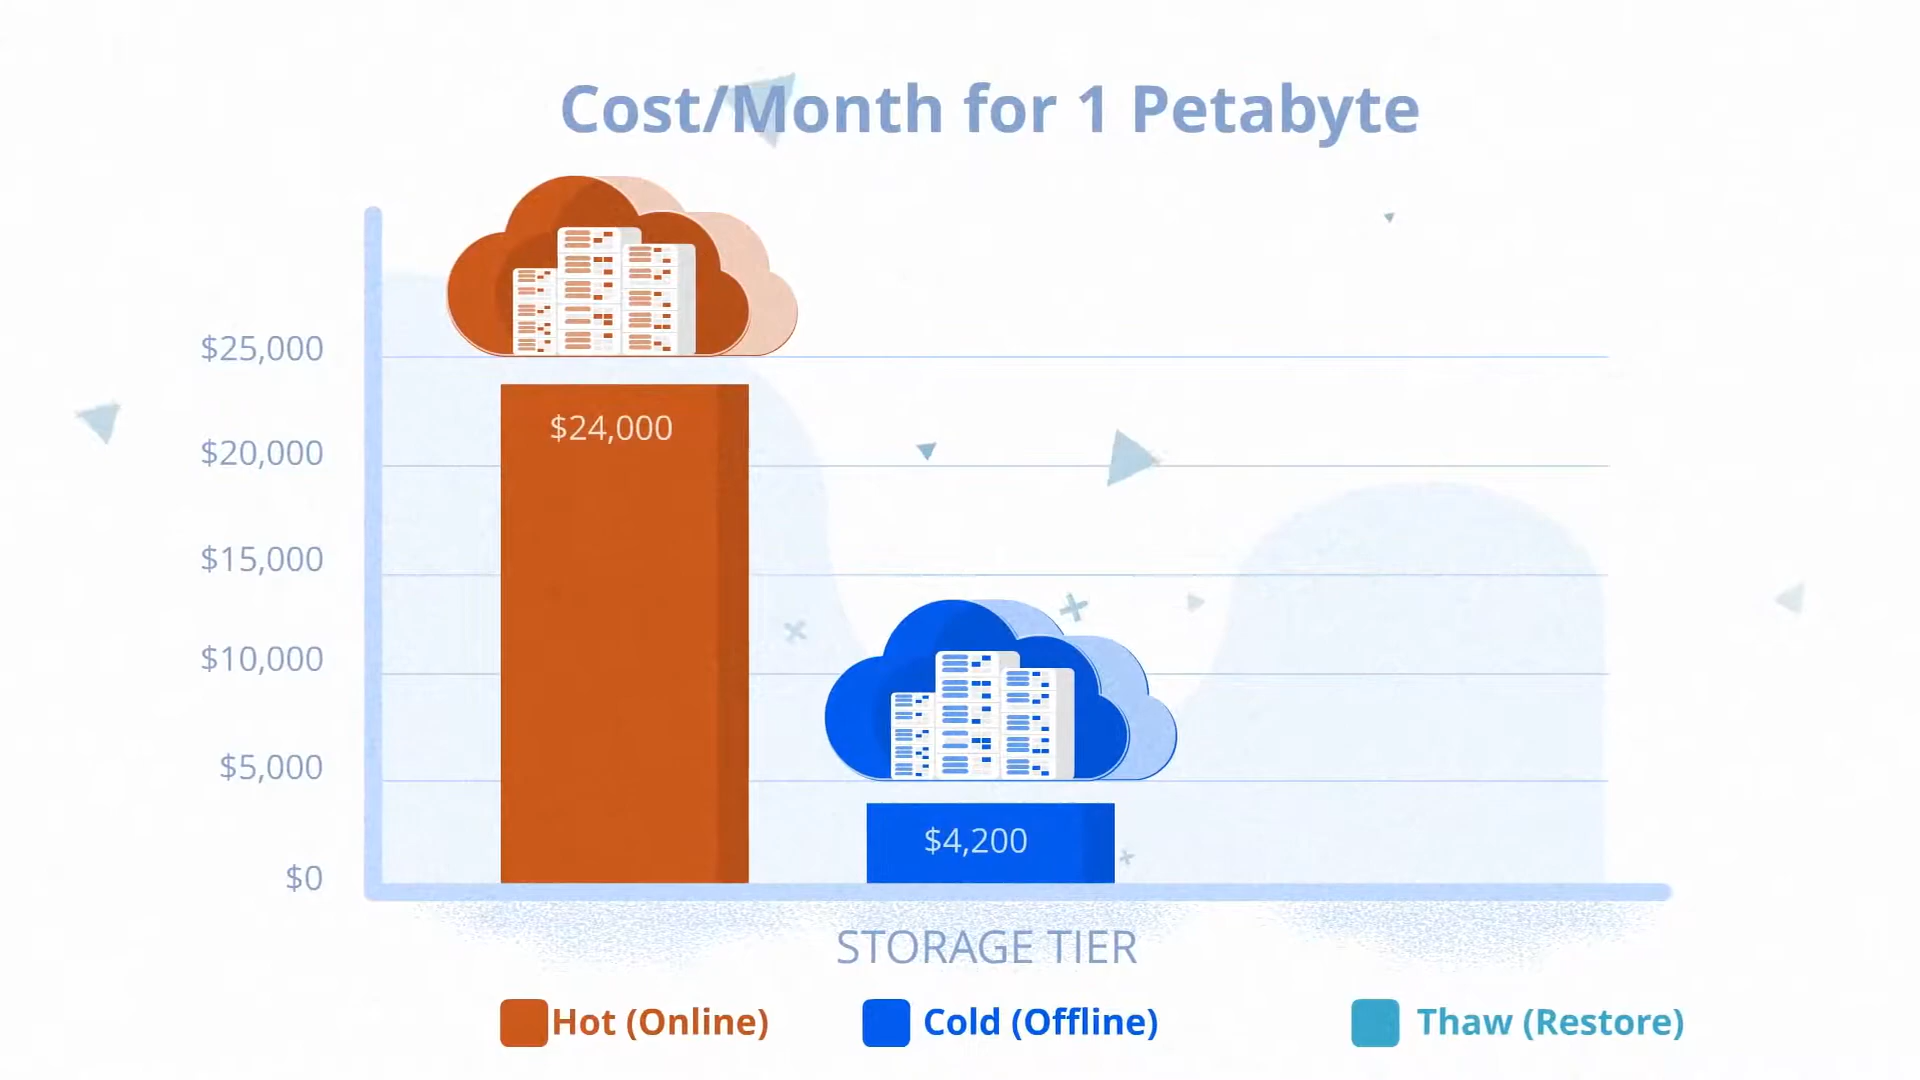 Cost/Month for 1 Petabyte
$25,000
$24,000
$20,000
$15,000
$10,000
$5,000
$4,200
$0
STORAGE TIER
Hot (Online)
Cold (Offline)
Thaw (Restore)